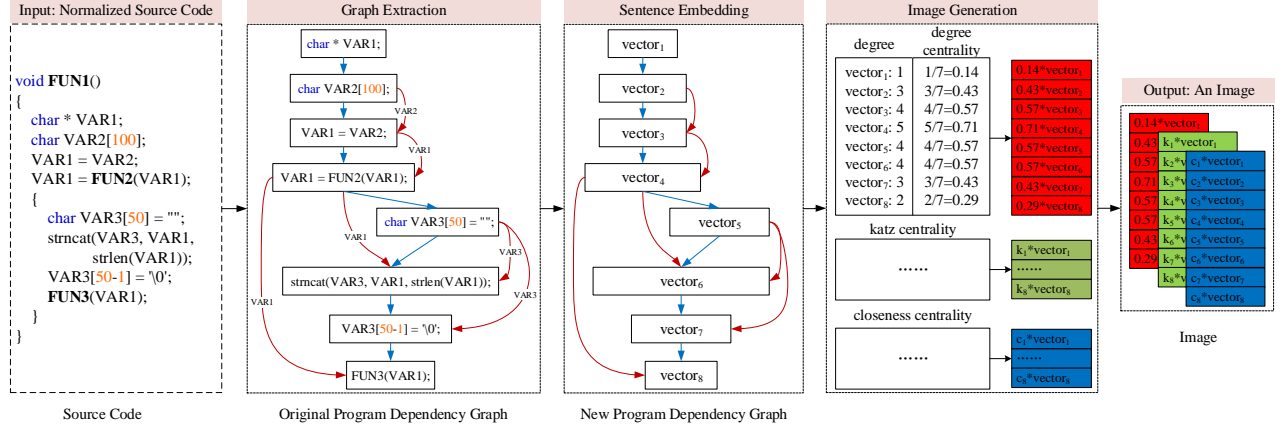 Input: Normalized Source Code
void FUN1()
{
char * VAR1;
char VAR2[100];
VAR1 = VAR2;
VAR1 = FUN2(VAR1);
{
char VAR3[50] = "";
strncat(VAR3, VAR1,
strlen(VAR1));
VAR3[50-1] = '\0';
FUN3(VAR1);
}
}
Source Code
Graph Extraction
char * VAR1;
char VAR2[100];
VAR2
VAR1 = VAR2;
VAR1
VAR1 = FUN2(VAR1);
char VAR3[50] = "";
VAR1
VAR3
strncat(VAR3, VAR1, strlen(VAR1));
VAR3
VAR1
VAR3[50-1] = '\0';
FUN3(VAR1);
Original Program Dependency Graph
Sentence Embedding
vector1
vector2
vector3
vector4
vector5
vector6
vector7
vector8
New Program Dependency Graph
Image Generation
degree
degree
centrality
vector1: 1 1/7=0.14
vector2: 3 3/7=0.43
vector3: 4 4/7=0.57
vector4: 5 5/7=0.71
vector5: 4 4/7=0.57
vector6: 4 4/7=0.57
vector7: 3 3/7=0.43
vector8: 2 2/7=0.29
0.14*vector1
0.43*vector2
0.57*vector3
0.71*vector4
0.57*vector5
0.57*vector6
0.43*vector7
0.29*vector8
katz centrality
······
k1*vector1
······
k8*vector8
closeness centrality
······
c1*vector1
······
c8*vector8
Output: An Image
0.14*vector1
0.43
0.57
0.71
0.57
0.57
0.43
0.29
k1*vector1
k2*v
k3*v
k4*v
k5*v
k6*v
k7*v
k8*v
c1*vector1
c2*vector2
c3*vector3
c4*vector4
c5*vector5
c6*vector6
c7*vector7
c8*vector8
Image